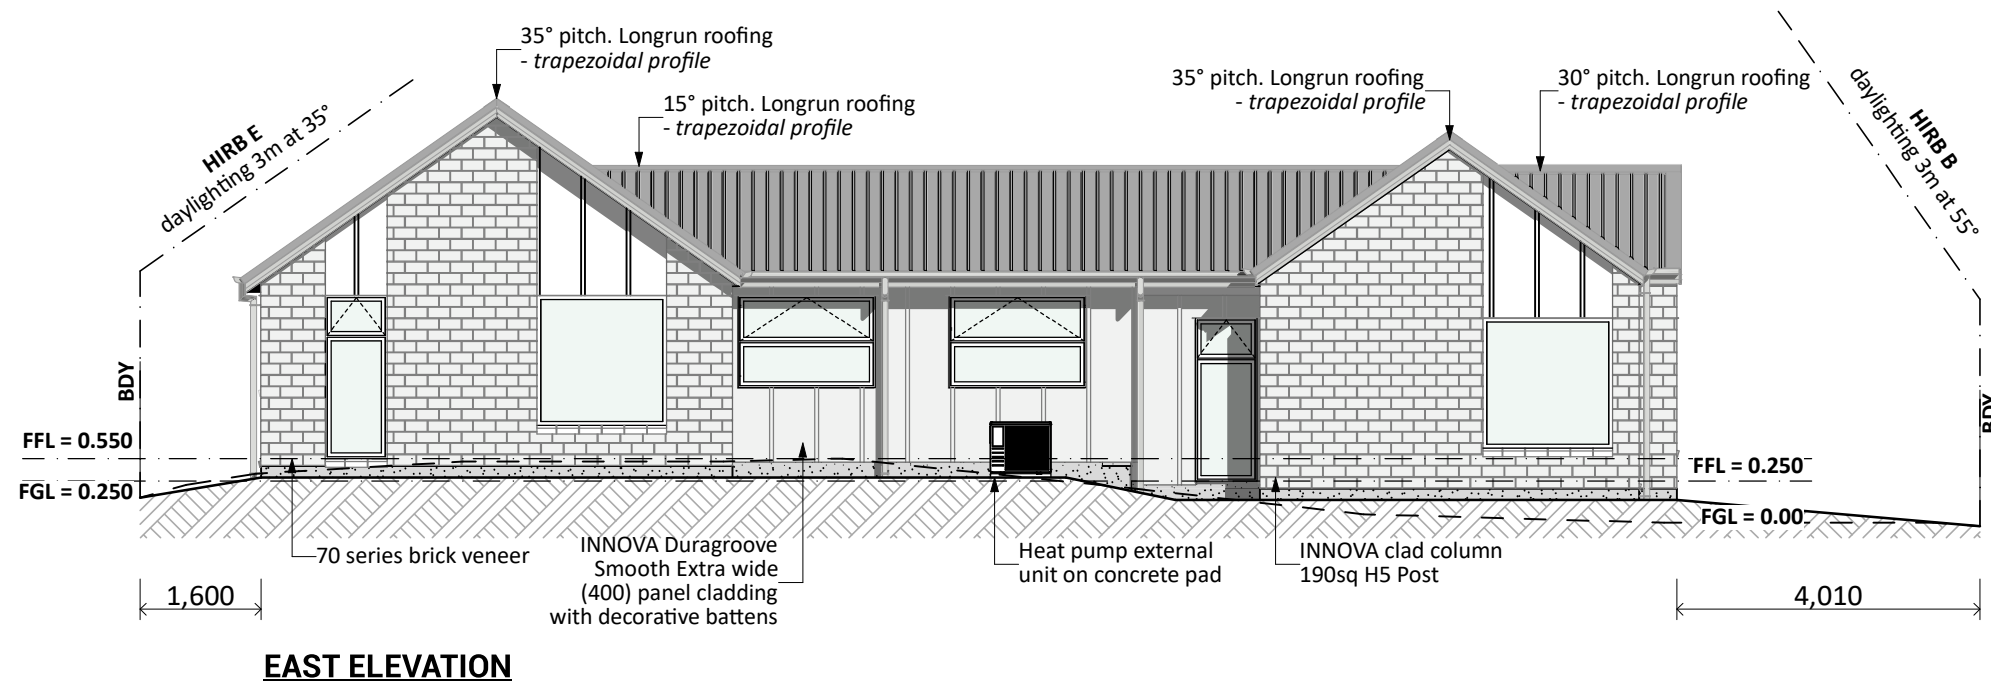 35° pitch. Longrun roofing
- trapezoidal profile
15° pitch. Longrun roofing
- trapezoidal profile
35° pitch. Longrun roofing
- trapezoidal profile
30° pitch. Longrun roofing
- trapezoidal profile
HIRB E
daylighting 3m at 35°
HIRB B
daylighting 3m at 55°
BDY
BDY
FFL = 0.550
FGL = 0.250
FFL = 0.250
FGL = 0.00
70 series brick veneer
INNOVA Duragroove
Smooth Extra wide
(400) panel cladding
with decorative battens
Heat pump external
unit on concrete pad
INNOVA clad column
190sq H5 Post
1,600
4,010
EAST ELEVATION